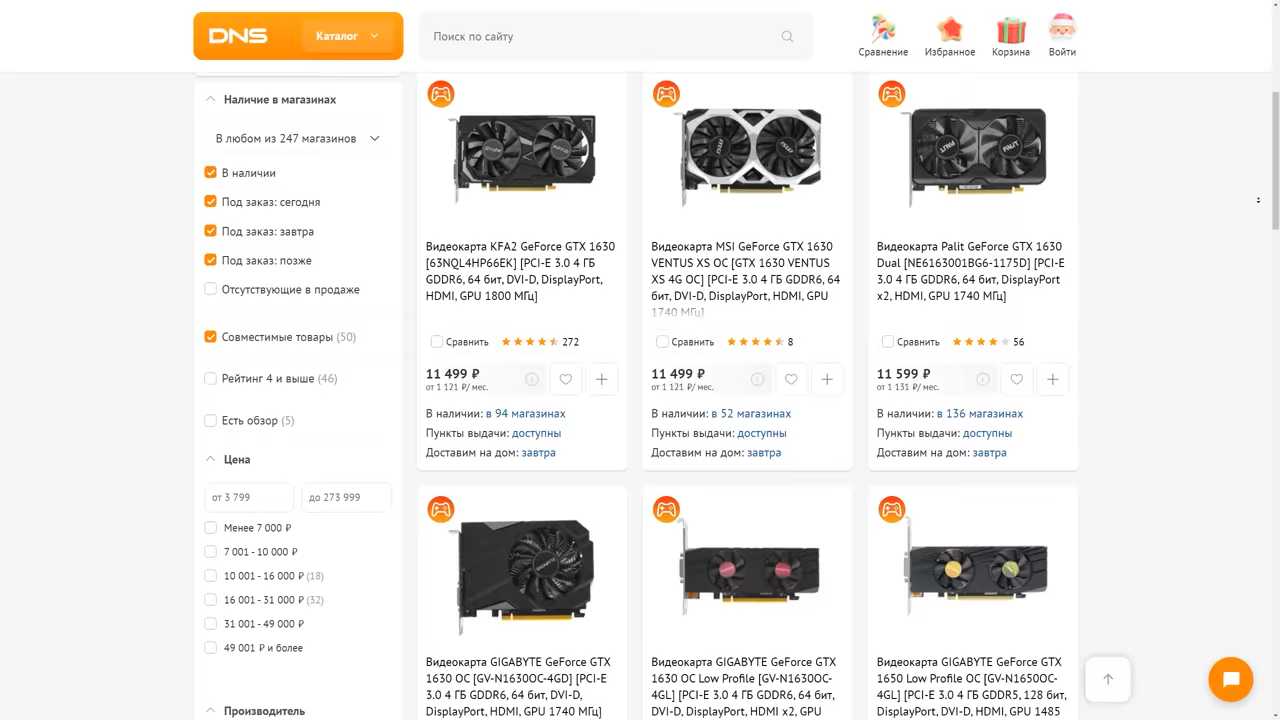 DNS
Каталог
Поиск по сайту
Сравнение
Избранное
Корзина
Войти
Наличие в магазинах
В любом из 247 магазинов
В наличии
Под заказ: сегодня
Под заказ: завтра
Под заказ: позже
Отсутствующие в продаже
Совместимые товары (50)
Рейтинг 4 и выше (46)
Есть обзор (5)
Цена
от 3 799
до 273 999
Менее 7 000 ₽
7 001 - 10 000 ₽
10 001 - 16 000 ₽ (18)
16 001 - 31 000 ₽ (32)
31 001 - 49 000 ₽
49 001 ₽ и более
Производитель
Видеокарта KFA2 GeForce GTX 1630
[63NQL4HP66EK] [PCI-E 3.0 4 ГБ
GDDR6, 64 бит, DVI-D, DisplayPort,
HDMI, GPU 1800 МГц]
Сравнить
272
11 499 ₽
от 1 121 ₽/ мес.
В наличии: в 94 магазинах
Пункты выдачи: доступны
Доставим на дом: завтра
MSI
MSI
Видеокарта MSI GeForce GTX 1630
VENTUS XS OC [GTX 1630 VENTUS
XS 4G OC] [PCI-E 3.0 4 ГБ GDDR6, 64
бит, DVI-D, DisplayPort, HDMI, GPU
1740 МГц]
Сравнить
8
11 499 ₽
от 1 121 ₽/ мес.
В наличии: в 52 магазинах
Пункты выдачи: доступны
Доставим на дом: завтра
PALIT
PALIT
Видеокарта Palit GeForce GTX 1630
Dual [NE6163001BG6-1175D] [PCI-E
3.0 4 ГБ GDDR6, 64 бит, DisplayPort
x2, HDMI, GPU 1740 МГц]
Сравнить
56
11 599 ₽
от 1 131 ₽/ мес.
В наличии: в 136 магазинах
Пункты выдачи: доступны
Доставим на дом: завтра
GIGABYTE
Видеокарта GIGABYTE GeForce GTX
1630 OC [GV-N1630OC-4GD] [PCI-E
3.0 4 ГБ GDDR6, 64 бит, DVI-D,
DisplayPort, HDMI, GPU 1740 МГц]
Видеокарта GIGABYTE GeForce GTX
1630 OC Low Profile [GV-N1630OC-
4GL] [PCI-E 3.0 4 ГБ GDDR6, 64 бит,
DVI-D, DisplayPort, HDMI x2, GPU
Видеокарта GIGABYTE GeForce GTX
1650 Low Profile OC [GV-N1650OC-
4GL] [PCI-E 3.0 4 ГБ GDDR5, 128 бит,
DVI-D, DisplayPort, HDMI, GPU 1485